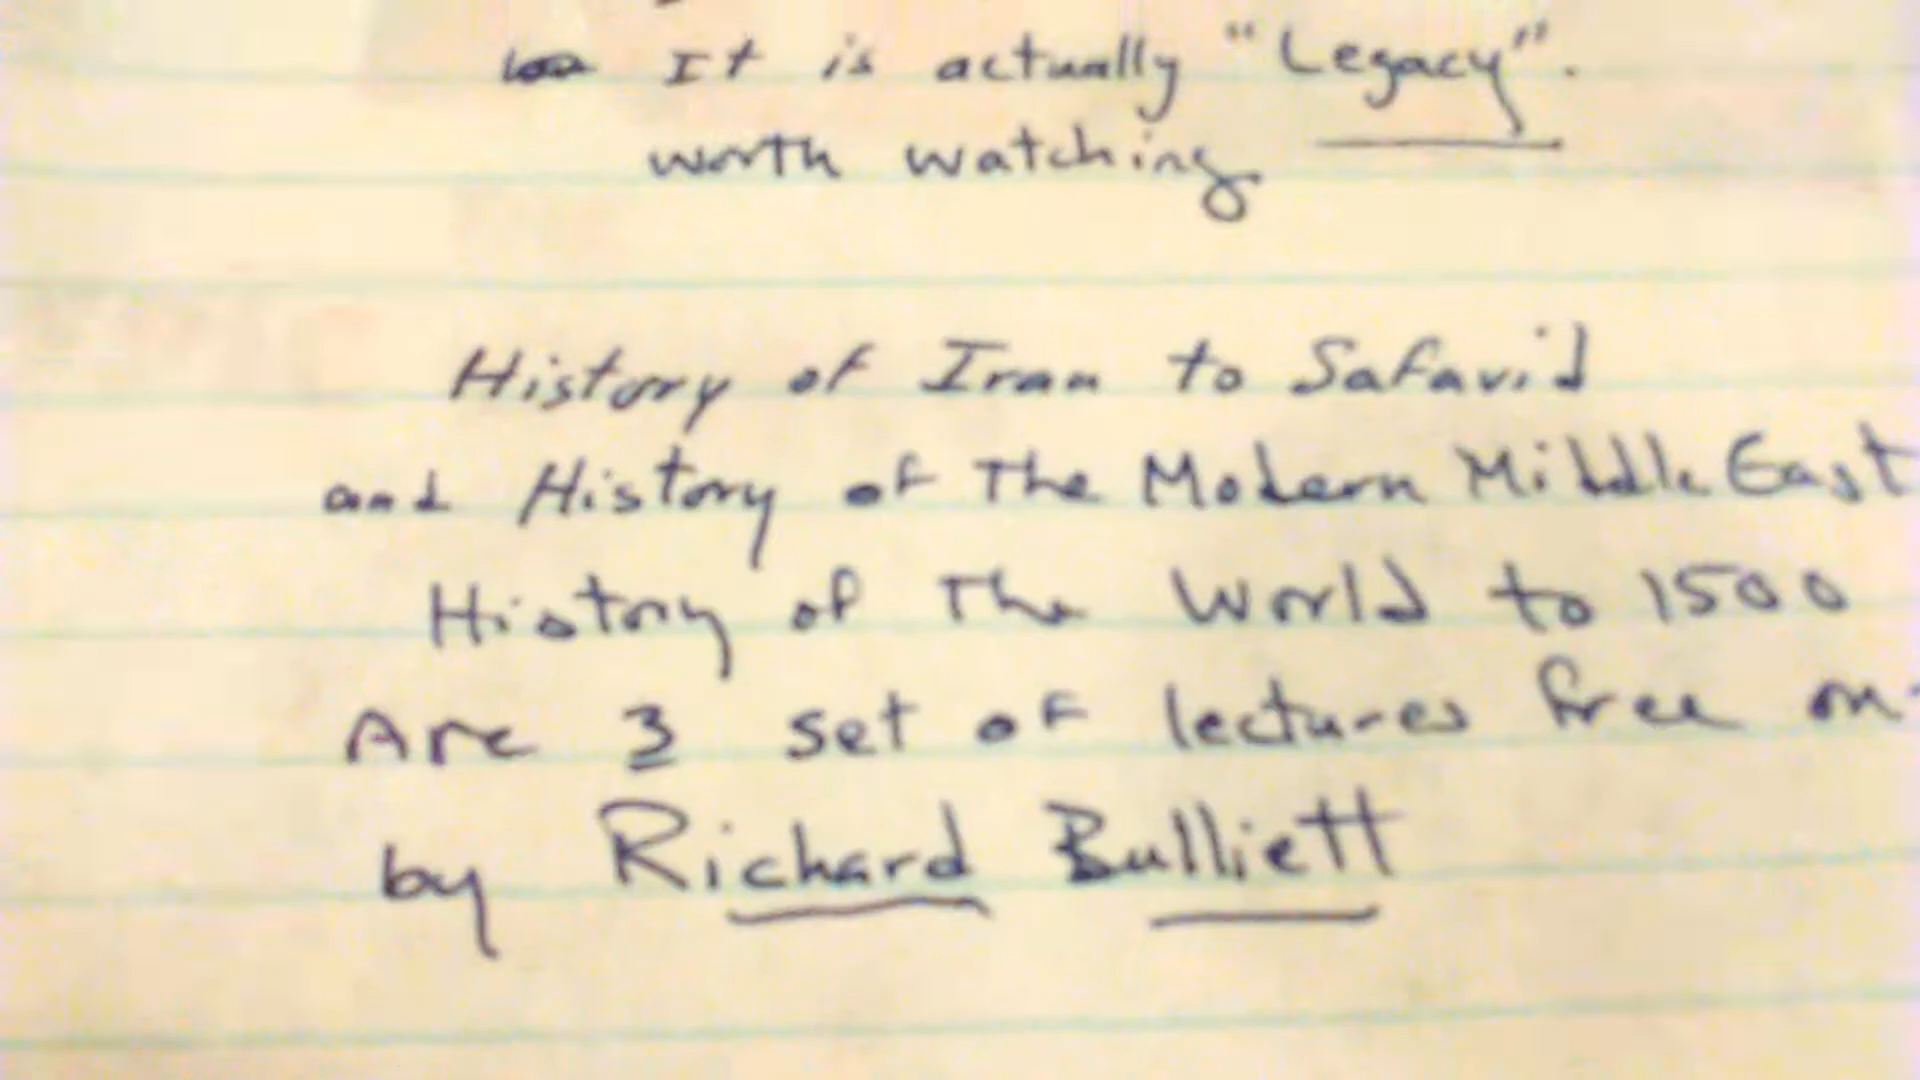 It is actually "Legacy".
worth watching
History of Iran to Safavid
and History of The Modern Middle East
History of The World to 1500
Are 3 set of lectures free on-
by Richard Bulliett